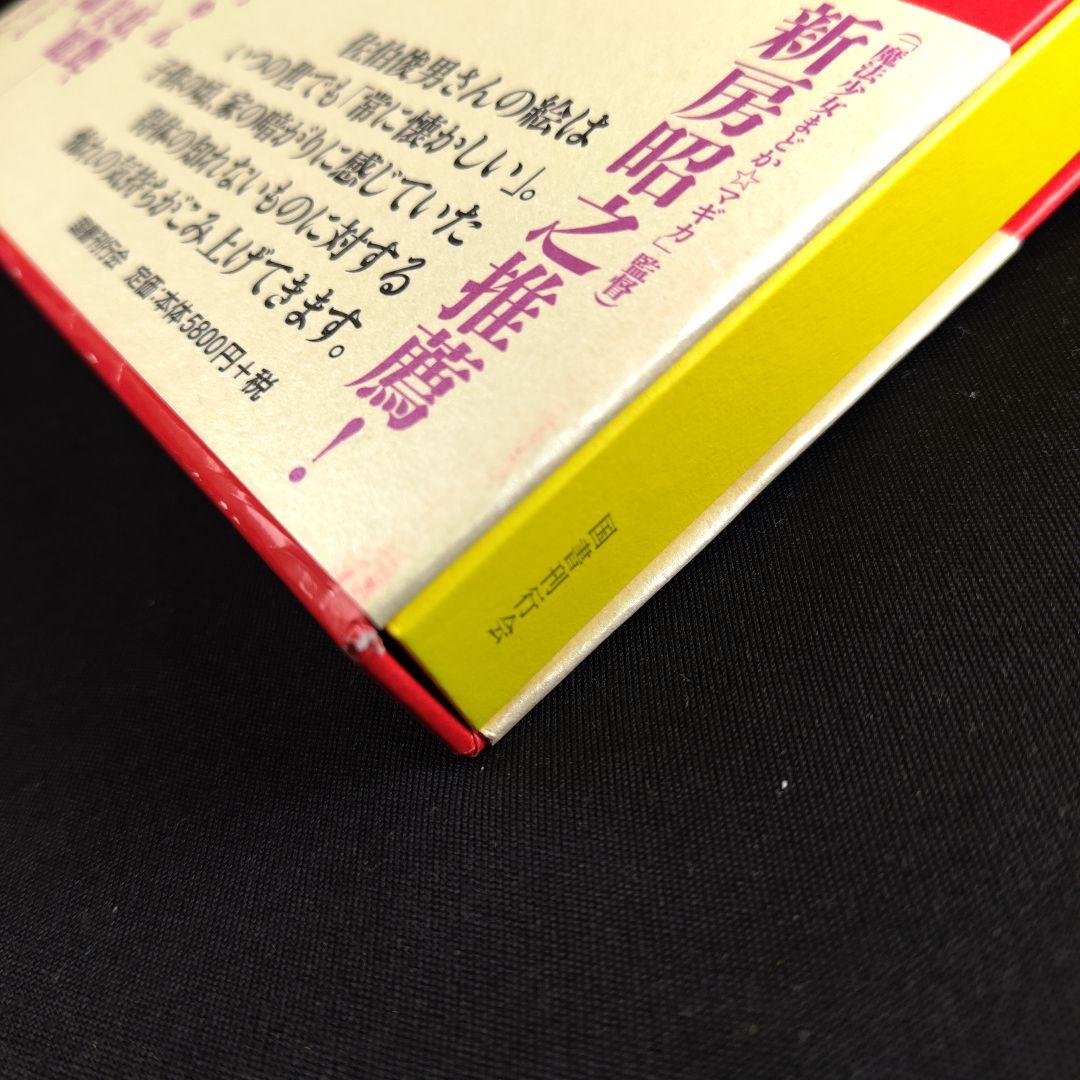 (「魔法少女まどか☆マギカ」監督)
新房昭之推薦!
佐伯俊男さんの絵は
いつの世でも「常に懐かしい」。
子供の頃、家の暗がりに感じていた
得体の知れないものに対する
怖れの気持ちがこみ上げてきます。
国書刊行会 定価:本体5800円+税
国書刊行会